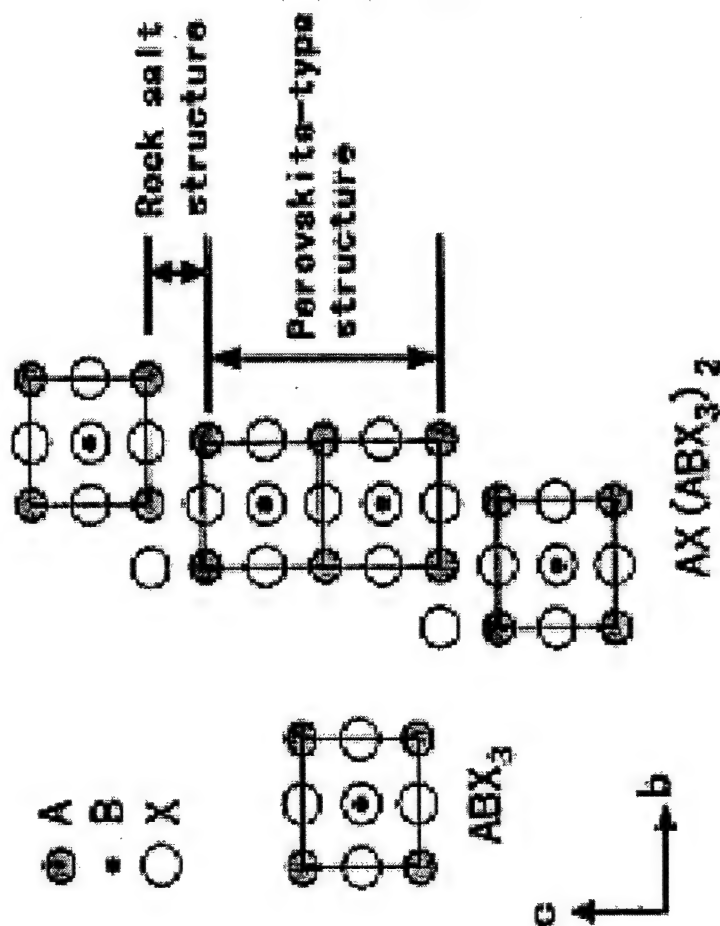 Rock salt
structure
Perovskite-type
structure
A
B
X
ABX3
AX(ABX3)2
c
b